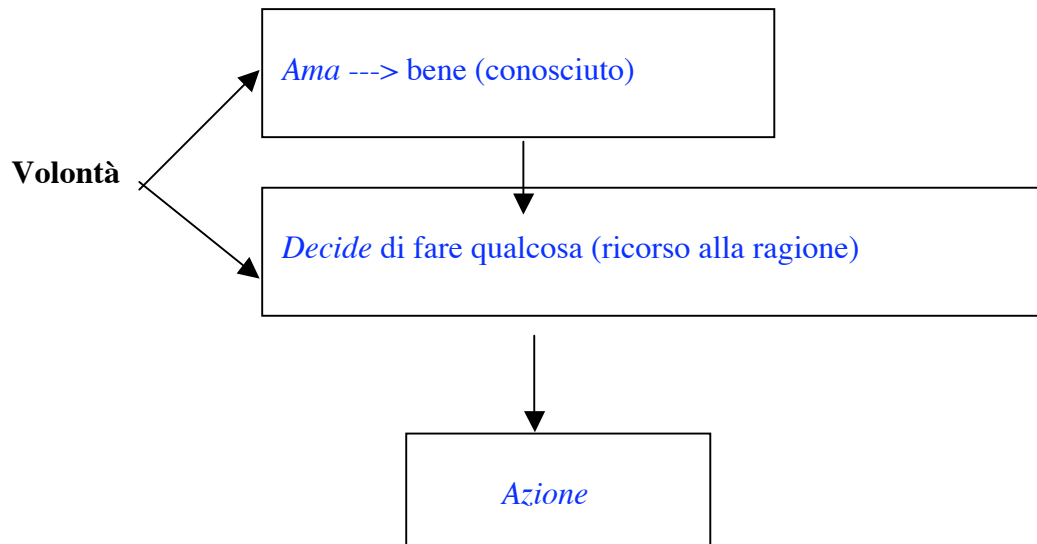 Ama ---> bene (conosciuto)
Volontà
Decide di fare qualcosa (ricorso alla ragione)
Azione